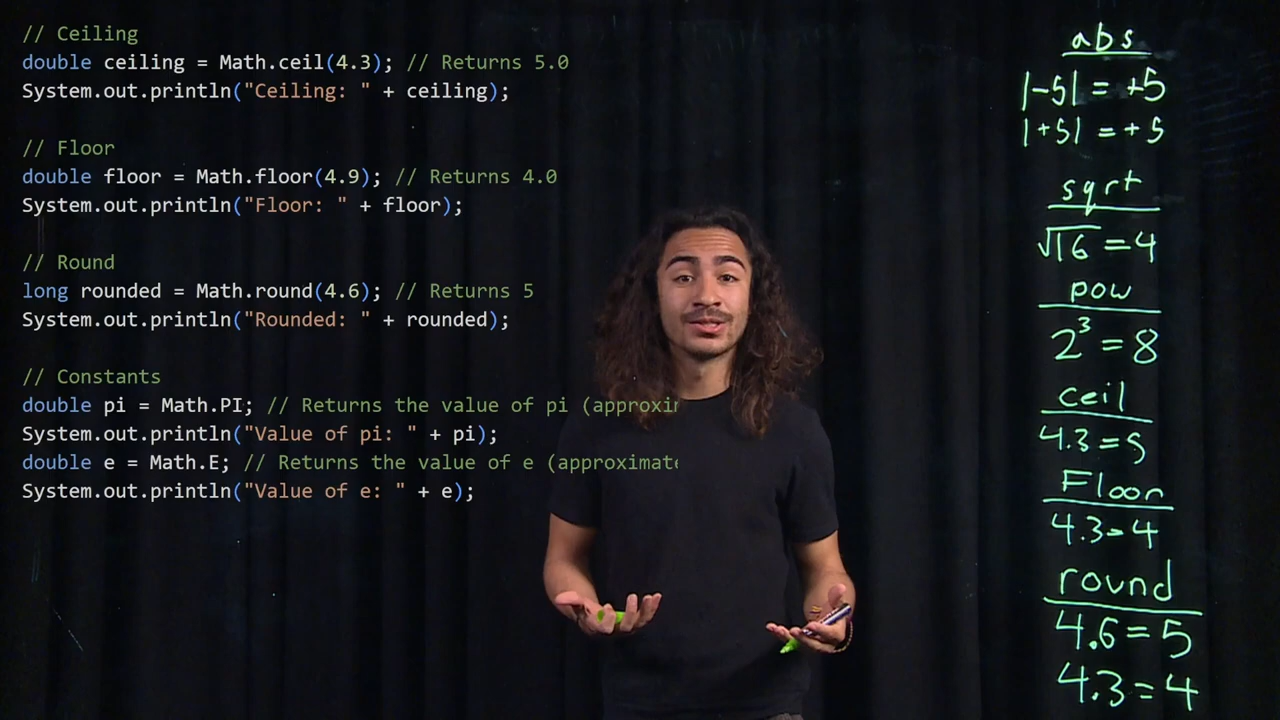 // Ceiling
double ceiling = Math.ceil(4.3); // Returns 5.0
System.out.println("Ceiling: " + ceiling);
// Floor
double floor = Math.floor(4.9); // Returns 4.0
System.out.println("Floor: " + floor);
// Round
long rounded = Math.round(4.6); // Returns 5
System.out.println("Rounded: " + rounded);
// Constants
double pi = Math.PI; // Returns the value of pi (approxim
System.out.println("Value of pi: " + pi);
double e = Math.E; // Returns the value of e (approximate
System.out.println("Value of e: " + e);
abs
|-5| = +5
|+5| = +5
sqrt
√16 = 4
pow
2³ = 8
ceil
4.3 = 5
Floor
4.3 = 4
round
4.6 = 5
4.3 = 4